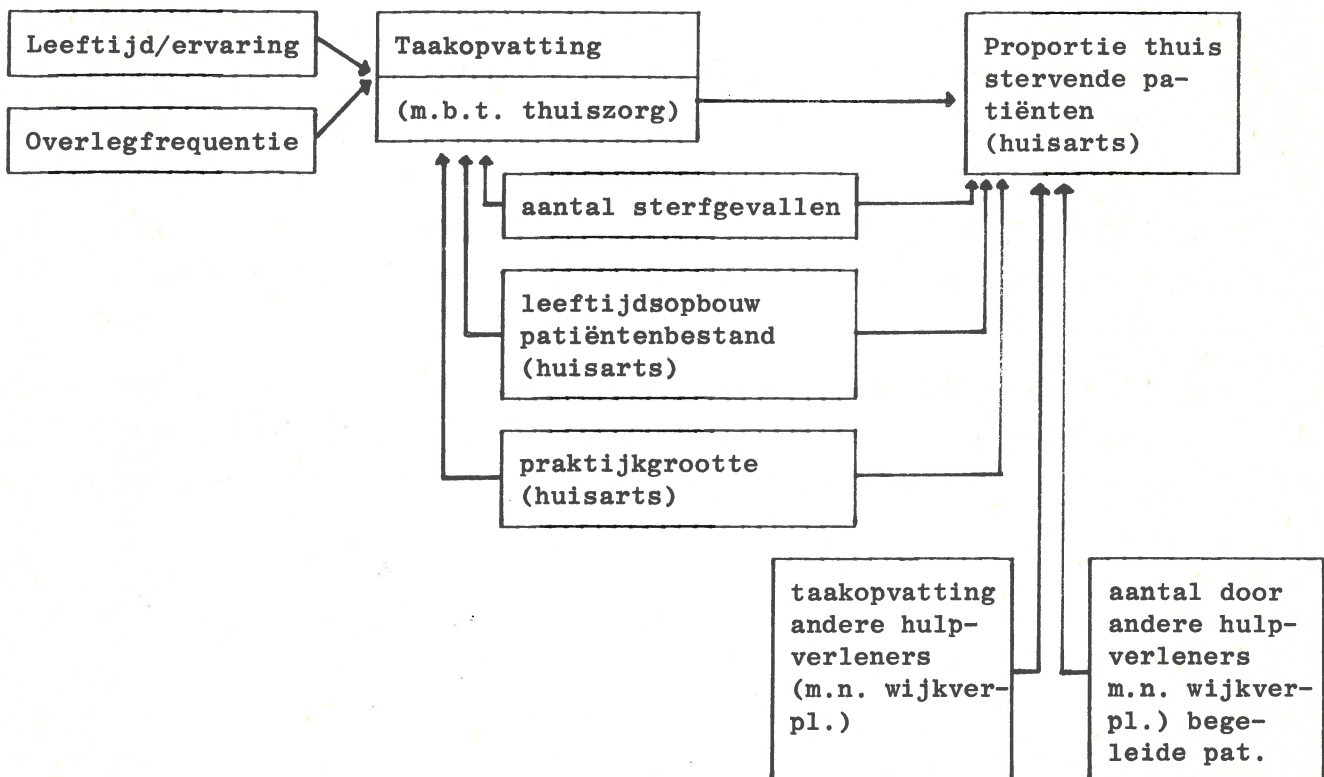 Leeftijd/ervaring
Overlegfrequentie
Taakopvatting
(m.b.t. thuiszorg)
Proportie thuis
stervende pa-
tiënten
(huisarts)
aantal sterfgevallen
leeftijdsopbouw
patiëntenbestand
(huisarts)
praktijkgrootte
(huisarts)
taakopvatting
andere hulp-
verleners
(m.n. wijkver-
pl.)
aantal door
andere hulp-
verleners
m.n. wijkver-
pl.) bege-
leide pat.